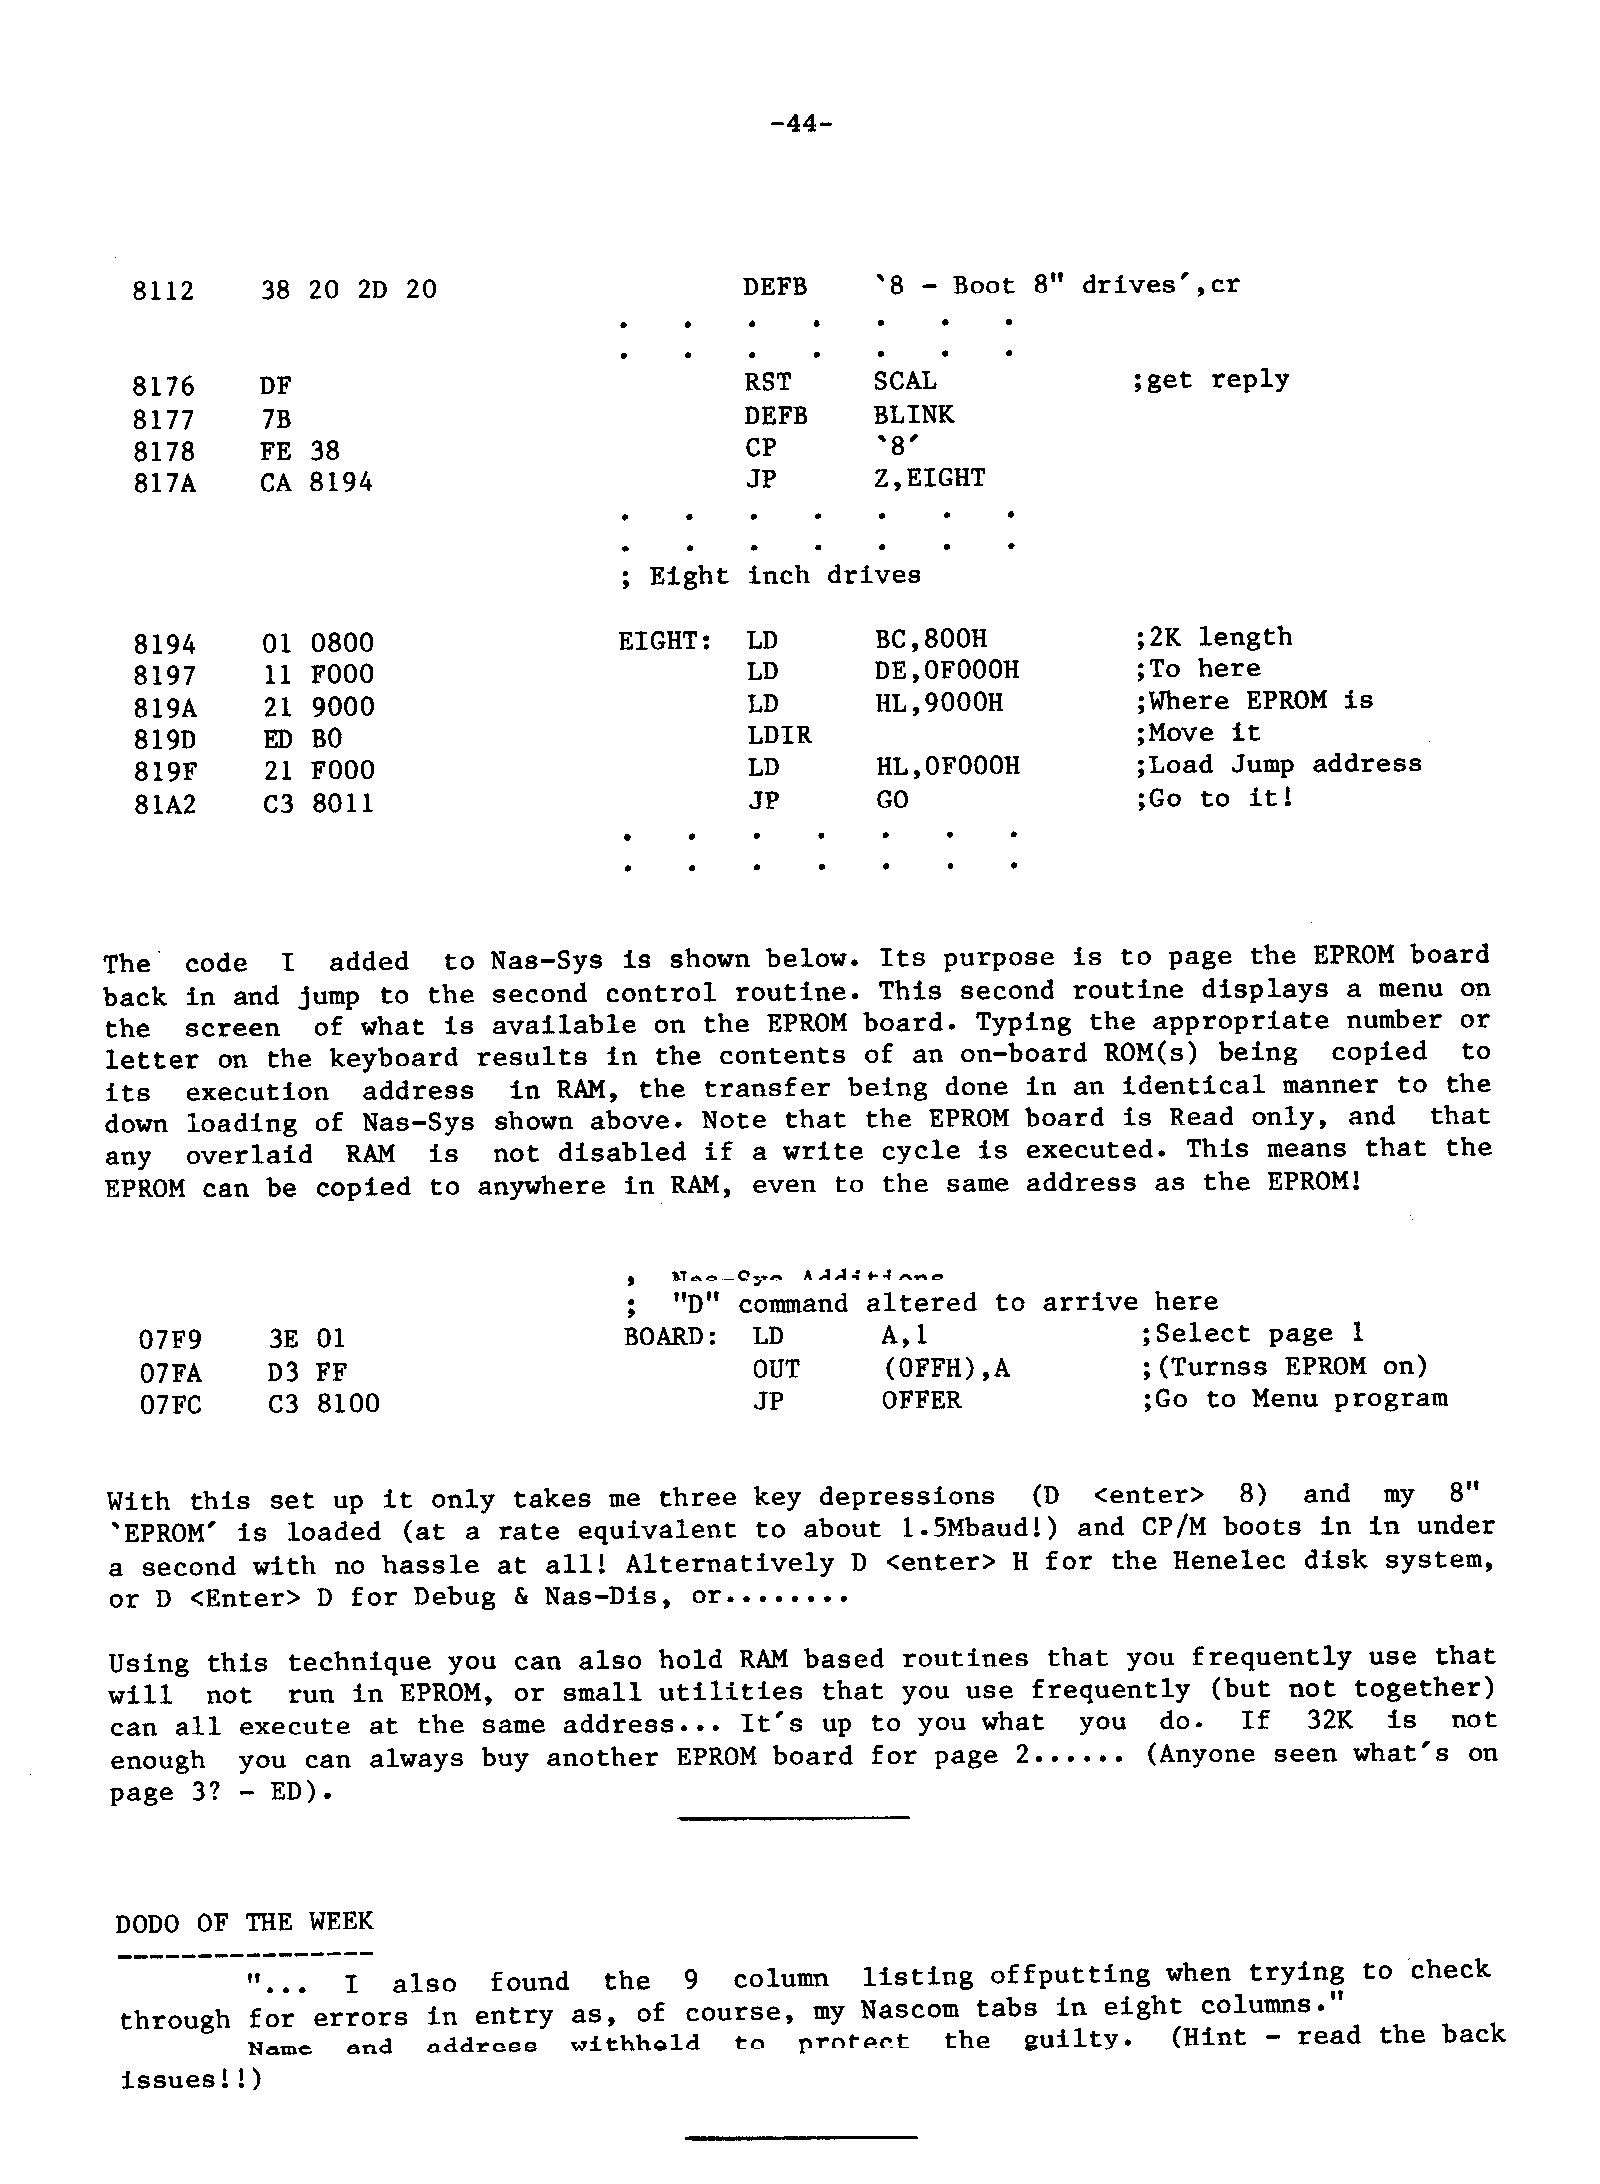 -44-
8112 38 20 2D 20 DEFB `8 - Boot 8" drives',cr
. . . . . . .
. . . . . . .
8176 DF RST SCAL ;get reply
8177 7B DEFB BLINK
8178 FE 38 CP `8'
817A CA 8194 JP Z,EIGHT
. . . . . . .
. . . . . . .
; Eight inch drives
8194 01 0800 EIGHT: LD BC,800H ;2K length
8197 11 F000 LD DE,0F000H ;To here
819A 21 9000 LD HL,9000H ;Where EPROM is
819D ED B0 LDIR ;Move it
819F 21 F000 LD HL,0F000H ;Load Jump address
81A2 C3 8011 JP GO ;Go to it!
. . . . . . .
. . . . . . .
The code I added to Nas-Sys is shown below. Its purpose is to page the EPROM board
back in and jump to the second control routine. This second routine displays a menu on
the screen of what is available on the EPROM board. Typing the appropriate number or
letter on the keyboard results in the contents of an on-board ROM(s) being copied to
its execution address in RAM, the transfer being done in an identical manner to the
down loading of Nas-Sys shown above. Note that the EPROM board is Read only, and that
any overlaid RAM is not disabled if a write cycle is executed. This means that the
EPROM can be copied to anywhere in RAM, even to the same address as the EPROM!
; Nas-Sys Additions
; "D" command altered to arrive here
07F9 3E 01 BOARD: LD A,1 ;Select page 1
07FA D3 FF OUT (0FFH),A ;(Turnss EPROM on)
07FC C3 8100 JP OFFER ;Go to Menu program
With this set up it only takes me three key depressions (D <enter> 8) and my 8"
`EPROM' is loaded (at a rate equivalent to about 1.5Mbaud!) and CP/M boots in in under
a second with no hassle at all! Alternatively D <enter> H for the Henelec disk system,
or D <Enter> D for Debug & Nas-Dis, or........
Using this technique you can also hold RAM based routines that you frequently use that
will not run in EPROM, or small utilities that you use frequently (but not together)
can all execute at the same address... It's up to you what you do. If 32K is not
enough you can always buy another EPROM board for page 2...... (Anyone seen what's on
page 3? - ED).
DODO OF THE WEEK
----------------
"... I also found the 9 column listing offputting when trying to check
through for errors in entry as, of course, my Nascom tabs in eight columns."
Name and address withheld to protect the guilty. (Hint - read the back
issues!!)